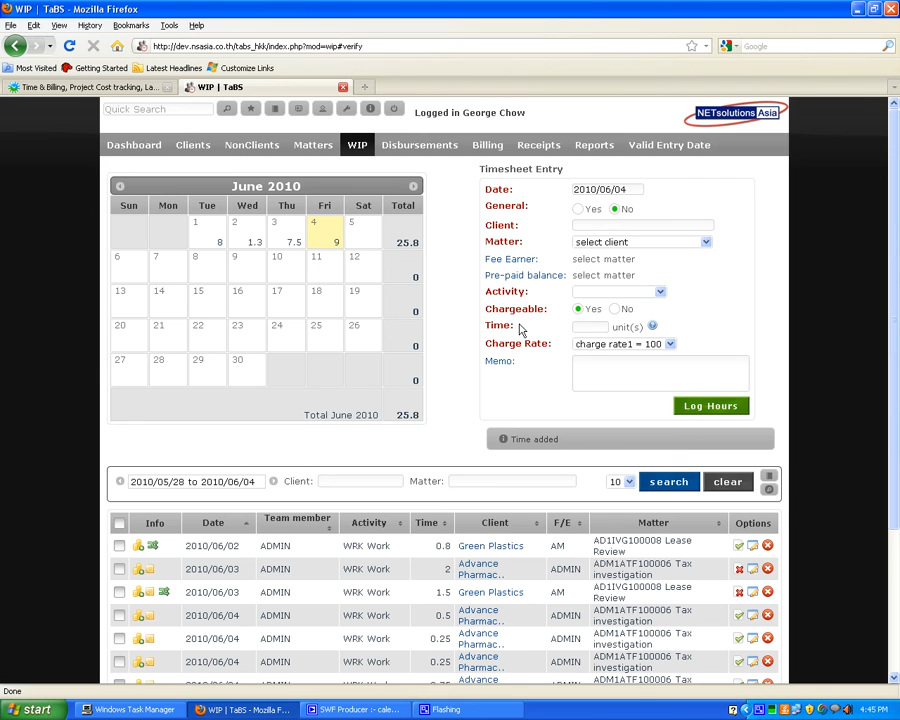 WIP | TaBS - Mozilla Firefox
File Edit View History Bookmarks Tools Help
http://dev.nsasia.co.th/tabs_hkk/index.php?mod=wip#verify
Google
Most Visited Getting Started Latest Headlines Customize Links
Time & Billing, Project Cost tracking, La...
WIP | TaBS
Quick Search
Logged in George Chow
NETsolutions Asia
Dashboard Clients NonClients Matters WIP Disbursements Billing Receipts Reports Valid Entry Date
June 2010
Sun Mon Tue Wed Thu Fri Sat Total
1 2 3 4 5
8 1.3 7.5 9 25.8
6 7 8 9 10 11 12
0
13 14 15 16 17 18 19
0
20 21 22 23 24 25 26
0
27 28 29 30
0
Total June 2010 25.8
Timesheet Entry
Date: 2010/06/04
General: Yes No
Client:
Matter: select client
Fee Earner: select matter
Pre-paid balance: select matter
Activity:
Chargeable: Yes No
Time: unit(s)
Charge Rate: charge rate1 = 100
Memo:
Log Hours
Time added
2010/05/28 to 2010/06/04 Client: Matter: 10 search clear
Info Date Team member Activity Time Client F/E Matter Options
2010/06/02 ADMIN WRK Work 0.8 Green Plastics AM AD1IVG100008 Lease Review
2010/06/03 ADMIN WRK Work 2 Advance Pharmac.. ADMIN ADM1ATF100006 Tax investigation
2010/06/03 ADMIN WRK Work 1.5 Green Plastics AM AD1IVG100008 Lease Review
2010/06/04 ADMIN WRK Work 0.5 Advance Pharmac.. ADMIN ADM1ATF100006 Tax investigation
2010/06/04 ADMIN WRK Work 0.25 Advance Pharmac.. ADMIN ADM1ATF100006 Tax investigation
2010/06/04 ADMIN WRK Work 0.25 Advance Pharmac.. ADMIN ADM1ATF100006 Tax investigation
Advance ADM1ATF100006 Tax
Done
start
Windows Task Manager
WIP | TaBS - Mozilla F...
SWF Producer :- cale...
Flashing
4:45 PM